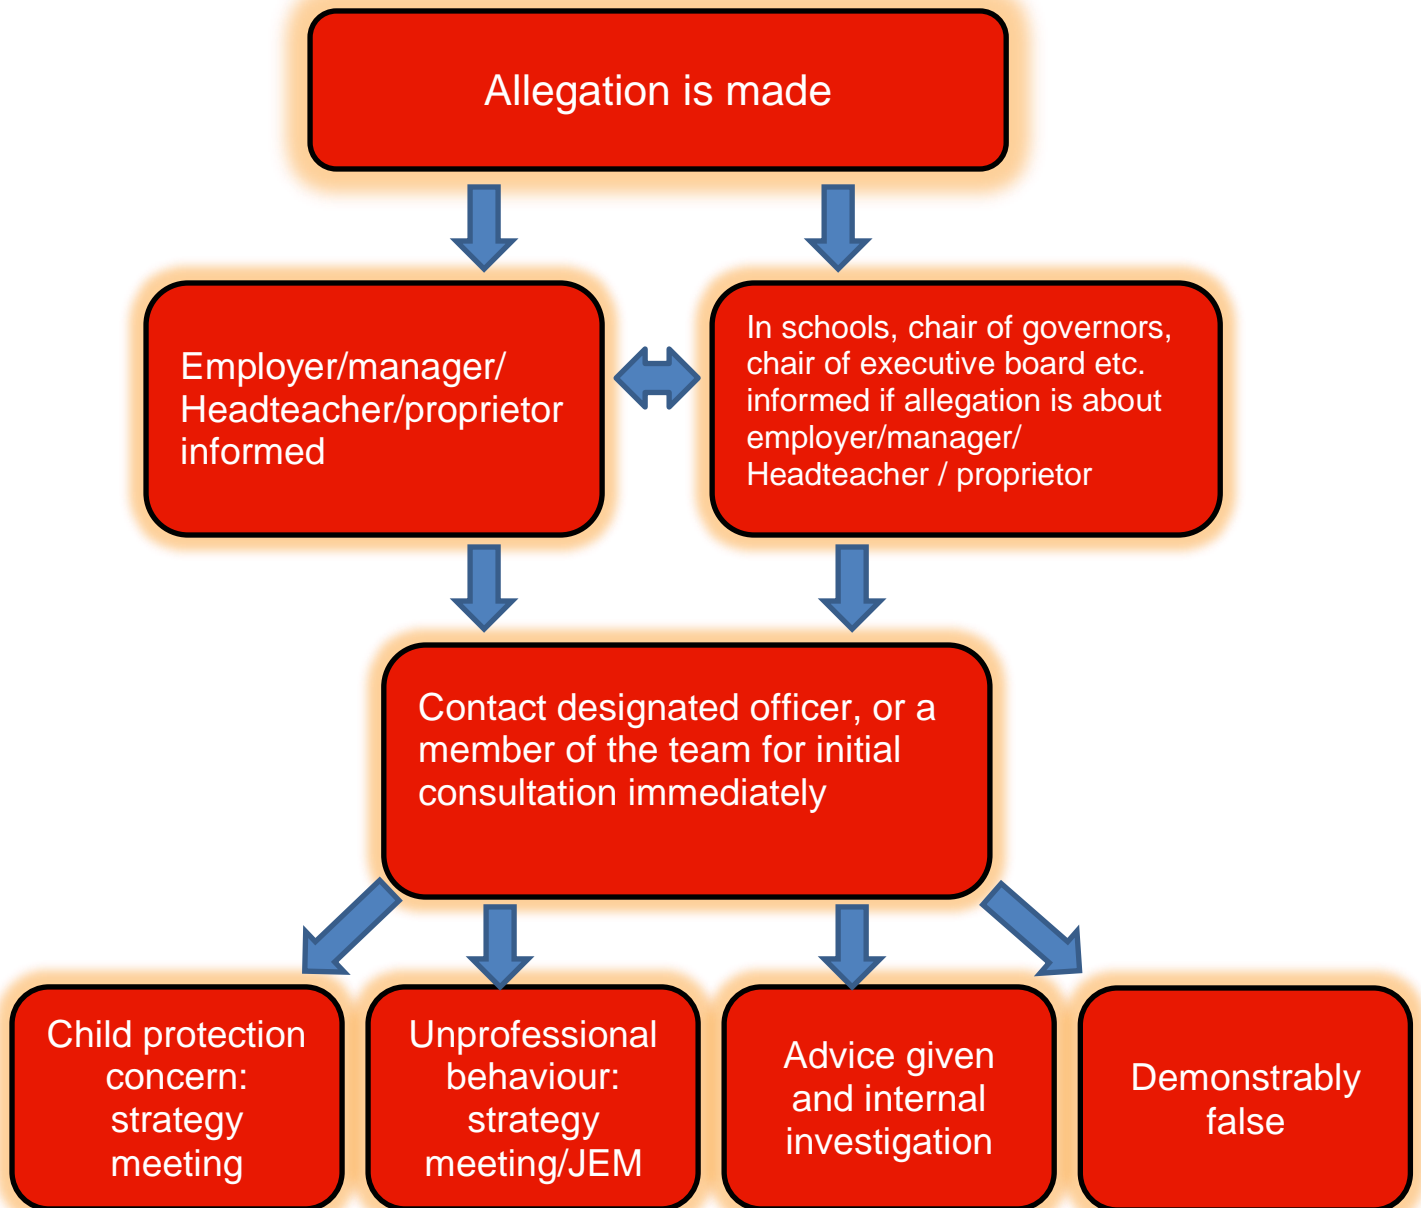 Allegation is made
Employer/manager/
Headteacher/proprietor
informed
In schools, chair of governors,
chair of executive board etc.
informed if allegation is about
employer/manager/
Headteacher / proprietor
Contact designated officer, or a
member of the team for initial
consultation immediately
Child protection
concern:
strategy
meeting
Unprofessional
behaviour:
strategy
meeting/JEM
Advice given
and internal
investigation
Demonstrably
false